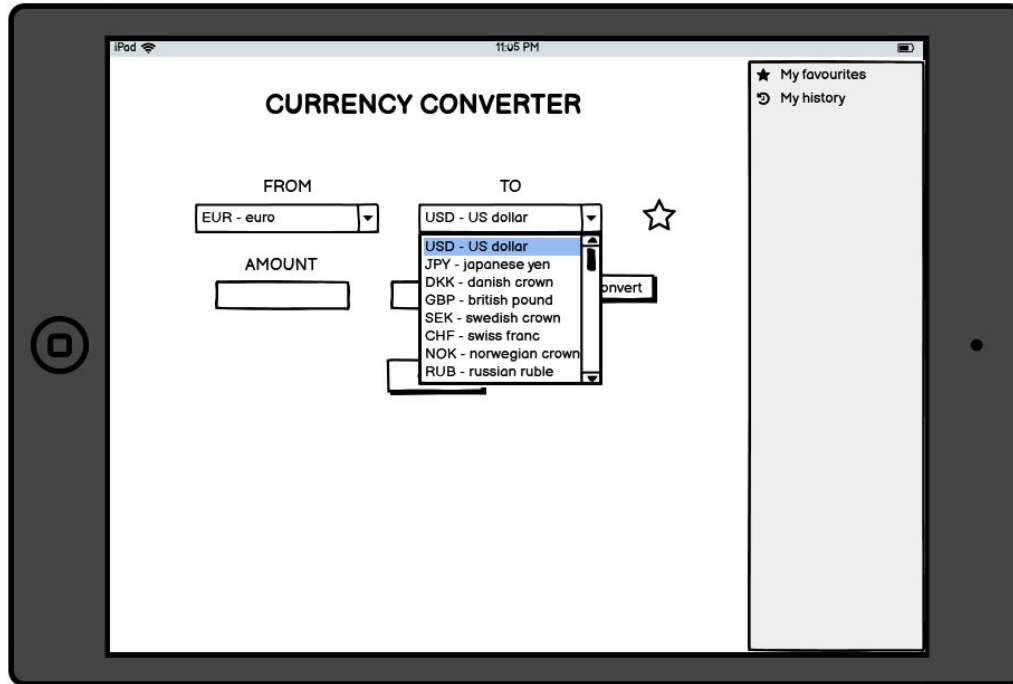 iPad
11:05 PM
CURRENCY CONVERTER
My favourites
My history
FROM
TO
EUR - euro
USD - US dollar
USD - US dollar
JPY - japanese yen
DKK - danish crown
GBP - british pound
SEK - swedish crown
CHF - swiss franc
NOK - norwegian crown
RUB - russian ruble
AMOUNT
onvert